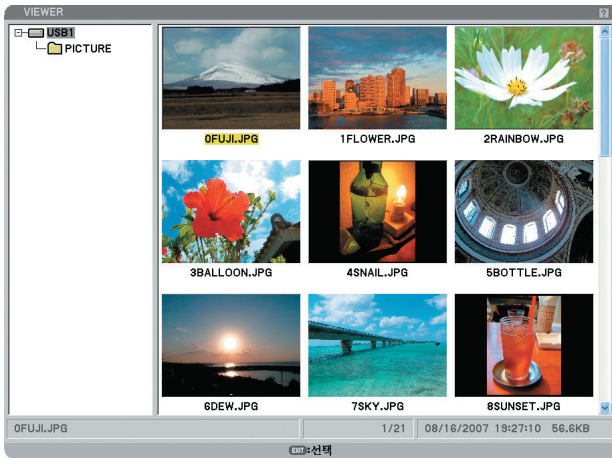 VIEWER
?
USB1
PICTURE
0FUJI.JPG
1FLOWER.JPG
2RAINBOW.JPG
3BALLOON.JPG
4SNAIL.JPG
5BOTTLE.JPG
6DEW.JPG
7SKY.JPG
8SUNSET.JPG
0FUJI.JPG
1/21
08/16/2007 19:27:10 56.6KB
EXIT:선택